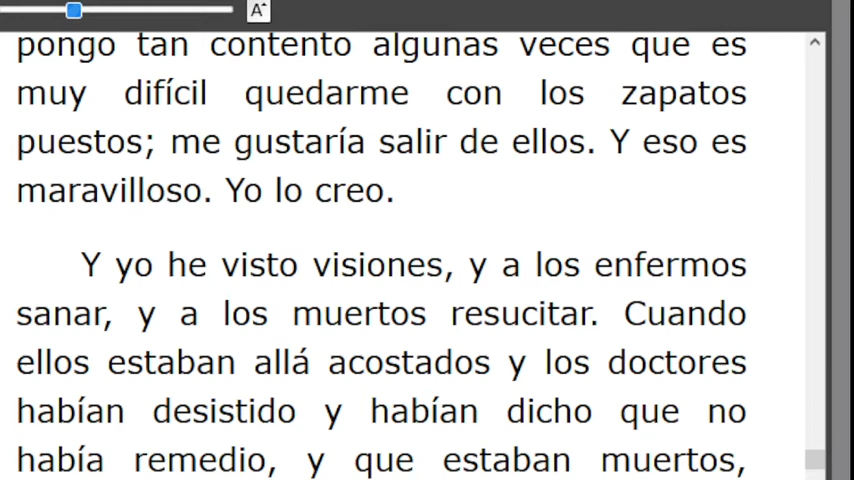 A
pongo tan contento algunas veces que es
muy difícil quedarme con los zapatos
puestos; me gustaría salir de ellos. Y eso es
maravilloso. Yo lo creo.
Y yo he visto visiones, y a los enfermos
sanar, y a los muertos resucitar. Cuando
ellos estaban allá acostados y los doctores
habían desistido y habían dicho que no
había remedio, y que estaban muertos,